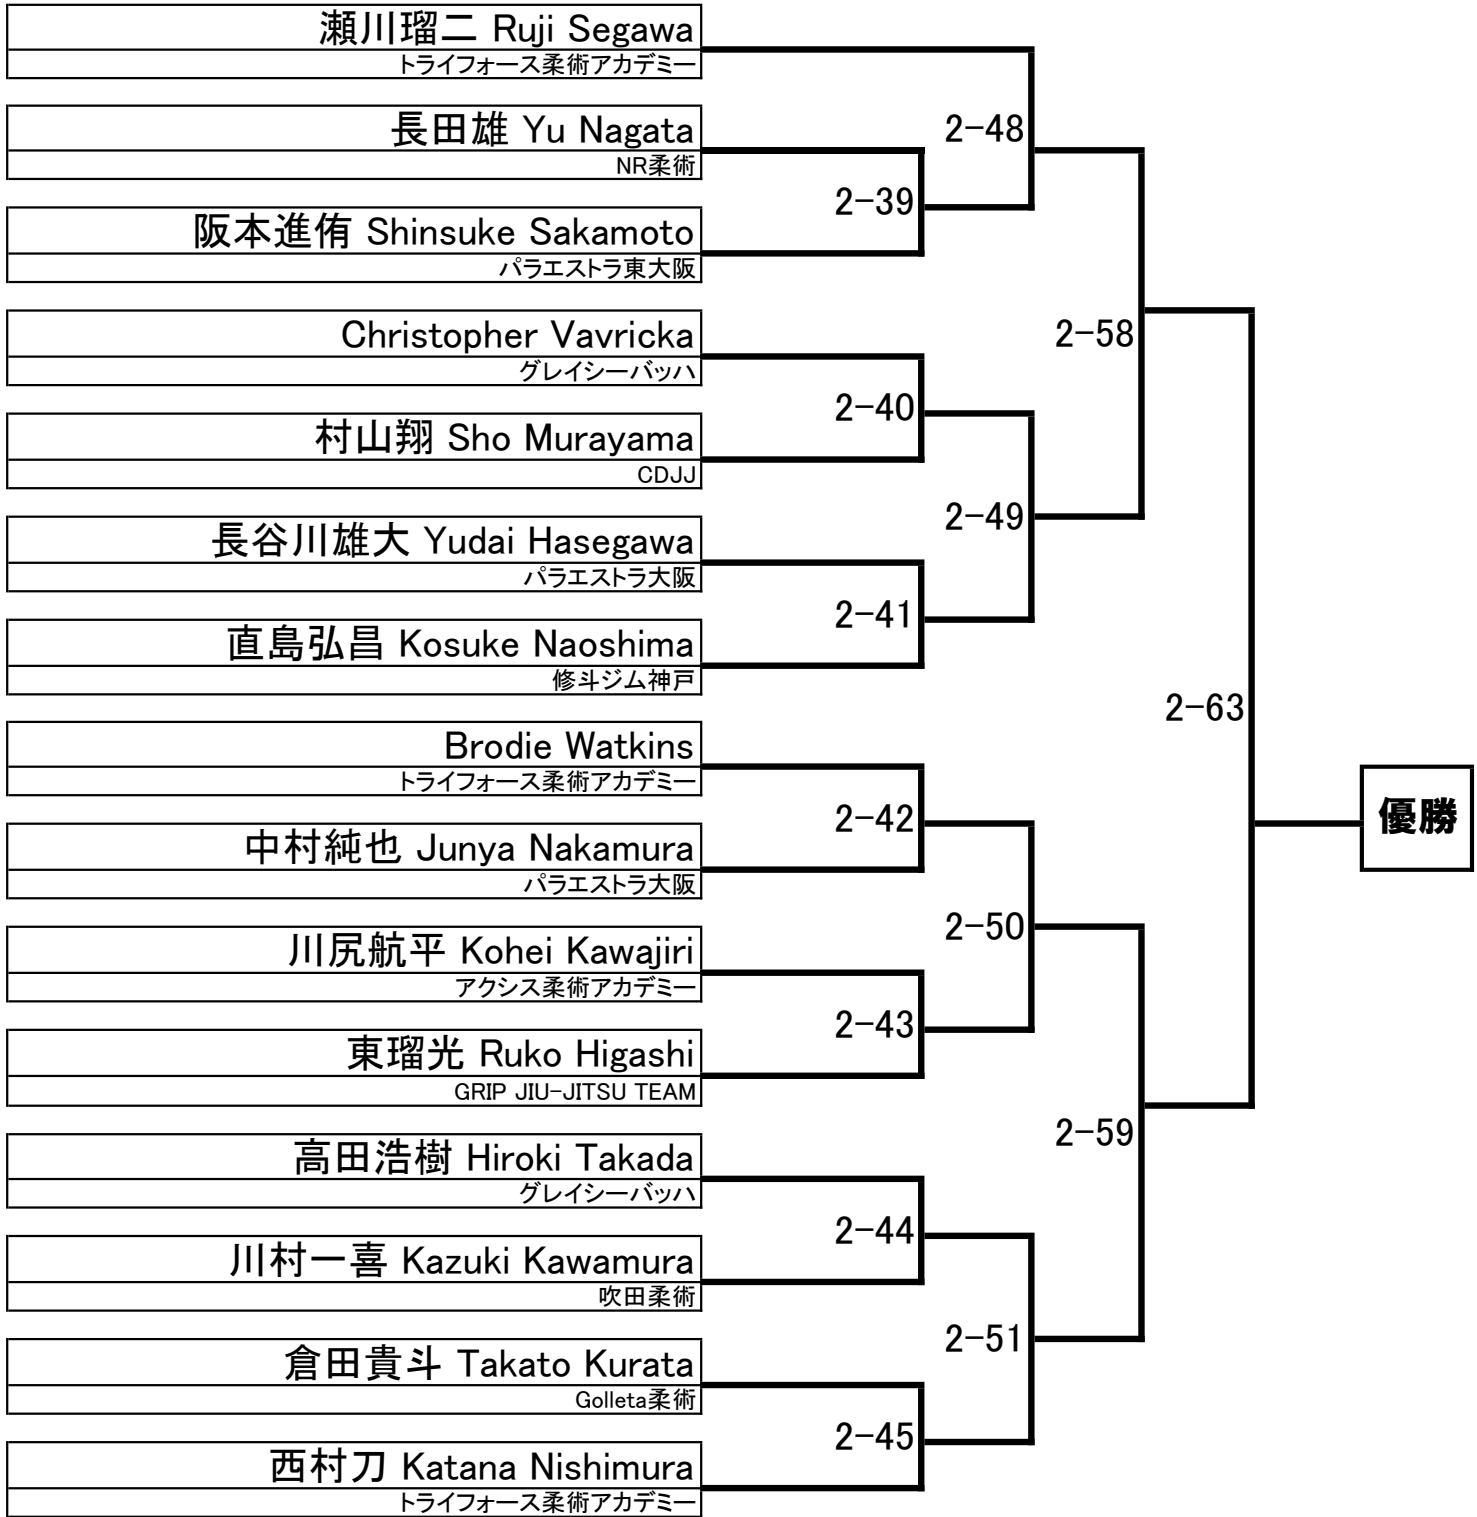 瀬川瑠二 Ruji Segawa
トライフォース柔術アカデミー
長田雄 Yu Nagata
NR柔術
阪本進侑 Shinsuke Sakamoto
パラエストラ東大阪
Christopher Vavricka
グレイシーバッハ
村山翔 Sho Murayama
CDJJ
長谷川雄大 Yudai Hasegawa
パラエストラ大阪
直島弘昌 Kosuke Naoshima
修斗ジム神戸
Brodie Watkins
トライフォース柔術アカデミー
中村純也 Junya Nakamura
パラエストラ大阪
川尻航平 Kohei Kawajiri
アクシス柔術アカデミー
東瑠光 Ruko Higashi
GRIP JIU-JITSU TEAM
高田浩樹 Hiroki Takada
グレイシーバッハ
川村一喜 Kazuki Kawamura
吹田柔術
倉田貴斗 Takato Kurata
Golleta柔術
西村刀 Katana Nishimura
トライフォース柔術アカデミー
2-39
2-40
2-41
2-42
2-43
2-44
2-45
2-48
2-49
2-50
2-51
2-58
2-59
2-63
優勝